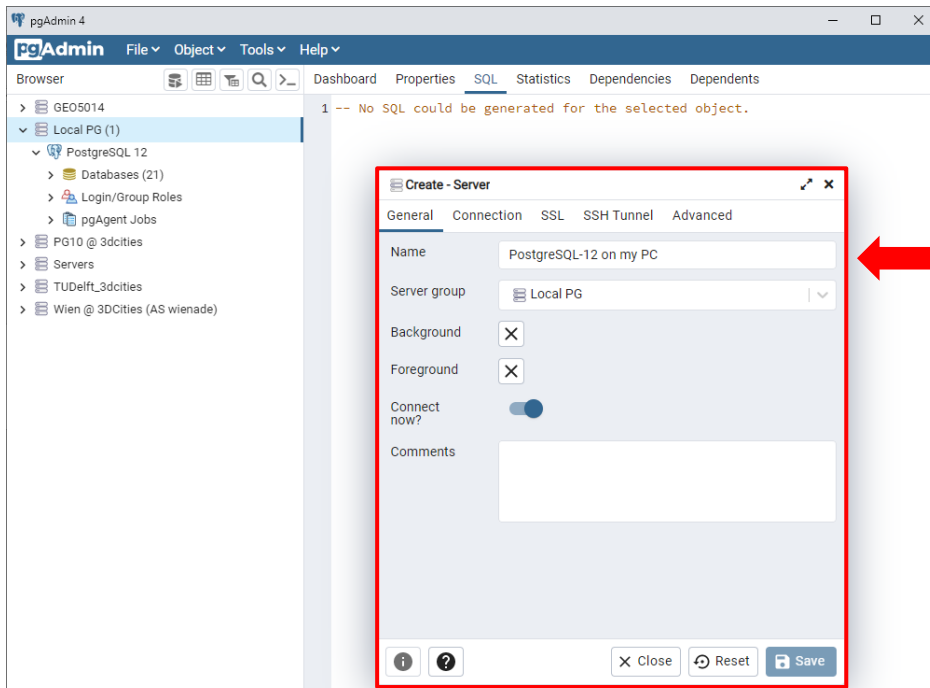 pgAdmin 4
pgAdmin File Object Tools Help
Browser
Dashboard Properties SQL Statistics Dependencies Dependents
GEO5014
Local PG (1)
PostgreSQL 12
Databases (21)
Login/Group Roles
pgAgent Jobs
PG10 @ 3dcities
Servers
TUDelft_3dcities
Wien @ 3DCities (AS wienade)
1 -- No SQL could be generated for the selected object.
Create - Server
General Connection SSL SSH Tunnel Advanced
Name PostgreSQL-12 on my PC
Server group Local PG
Background
Foreground
Connect
now?
Comments
Close Reset Save